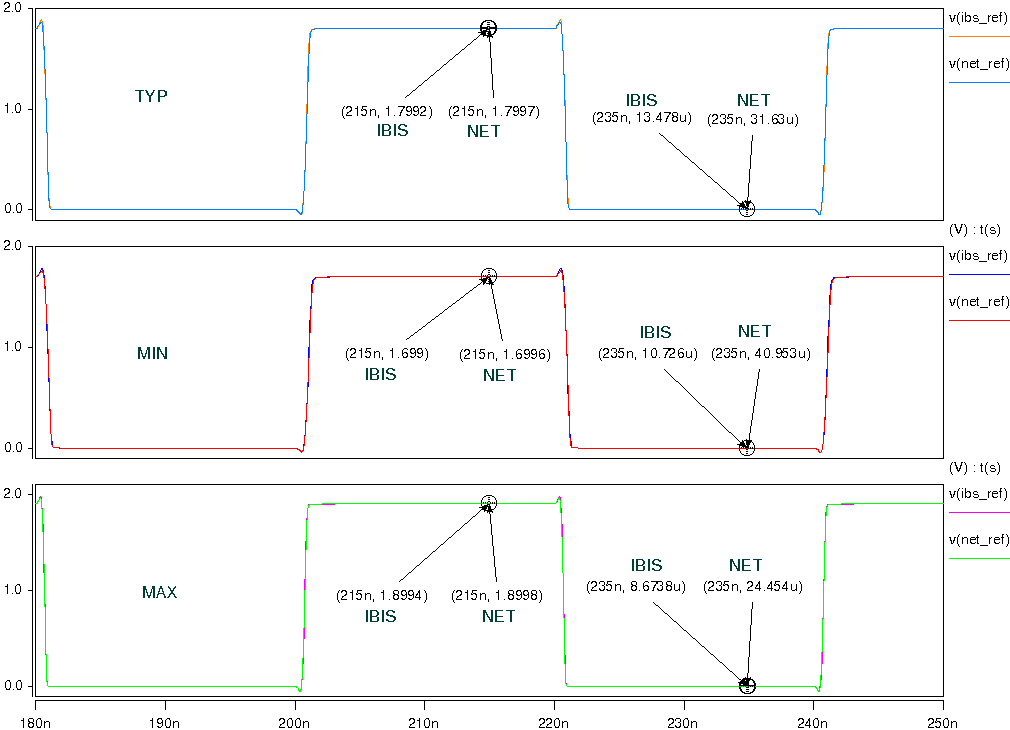 2.0
v(ibs_ref)
v(net_ref)
TYP
IBIS NET
1.0
(215n, 1.7992) (215n, 1.7997)
(235n, 13.478u) (235n, 31.63u)
IBIS NET
0.0
(V) : t(s)
2.0
v(ibs_ref)
v(net_ref)
IBIS NET
1.0
MIN
(215n, 1.699) (215n, 1.6996)
(235n, 10.726u) (235n, 40.953u)
IBIS NET
0.0
(V) : t(s)
2.0
v(ibs_ref)
v(net_ref)
IBIS NET
1.0
MAX
(235n, 8.6738u) (235n, 24.454u)
(215n, 1.8994) (215n, 1.8998)
IBIS NET
0.0
180n 190n 200n 210n 220n 230n 240n 250n